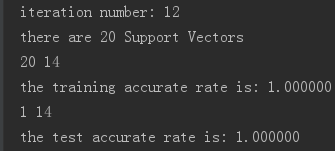 iteration number: 12
there are 20 Support Vectors
20 14
the training accurate rate is: 1.000000
1 14
the test accurate rate is: 1.000000